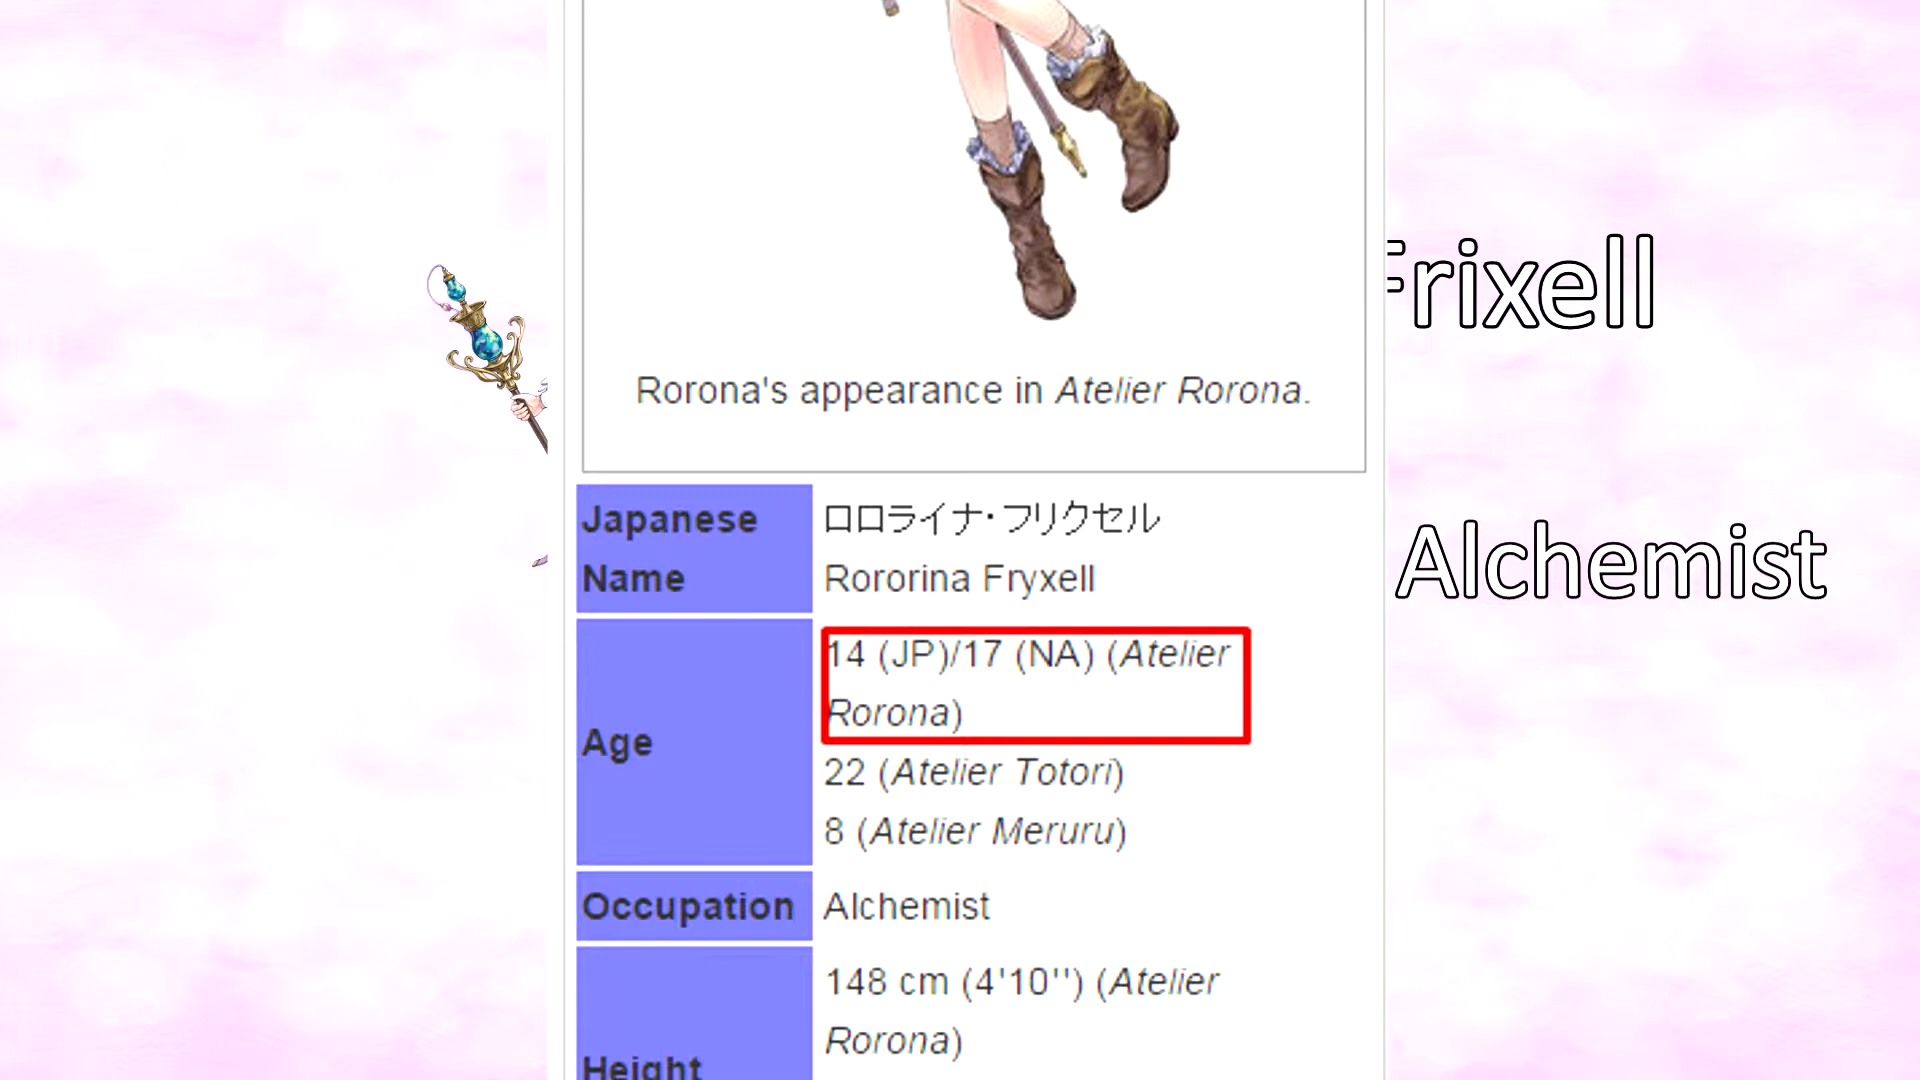 Frixell
Alchemist
Rorona's appearance in Atelier Rorona.
Japanese
Name
ロロライナ・フリクセル
Rororina Fryxell
Age
14 (JP)/17 (NA) (Atelier
Rorona)
22 (Atelier Totori)
8 (Atelier Meruru)
Occupation
Alchemist
Height
148 cm (4'10'') (Atelier
Rorona)